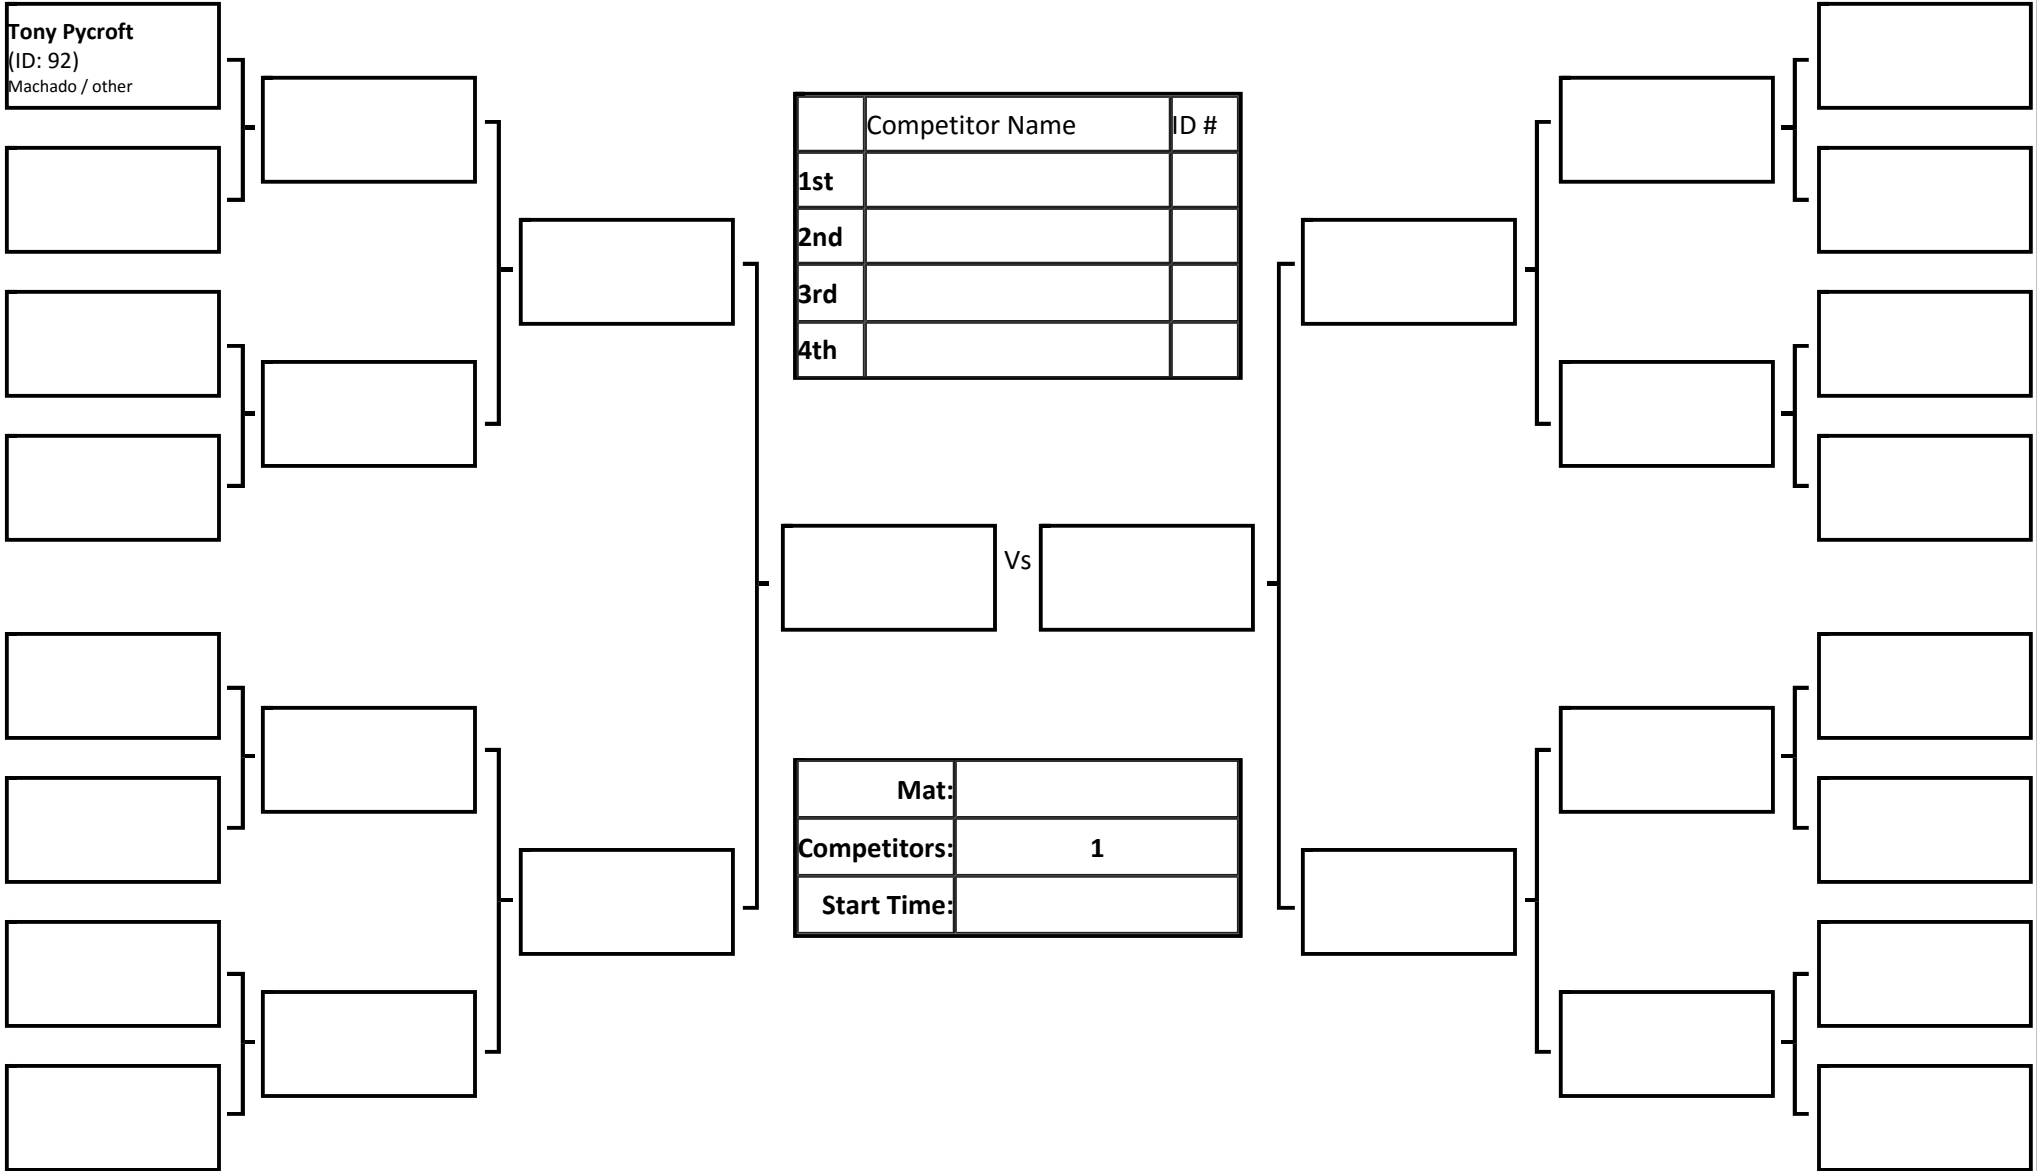 Tony Pycroft
(ID: 92)
Machado / other
Competitor Name ID #
1st
2nd
3rd
4th
Vs
Mat:
Competitors: 1
Start Time: